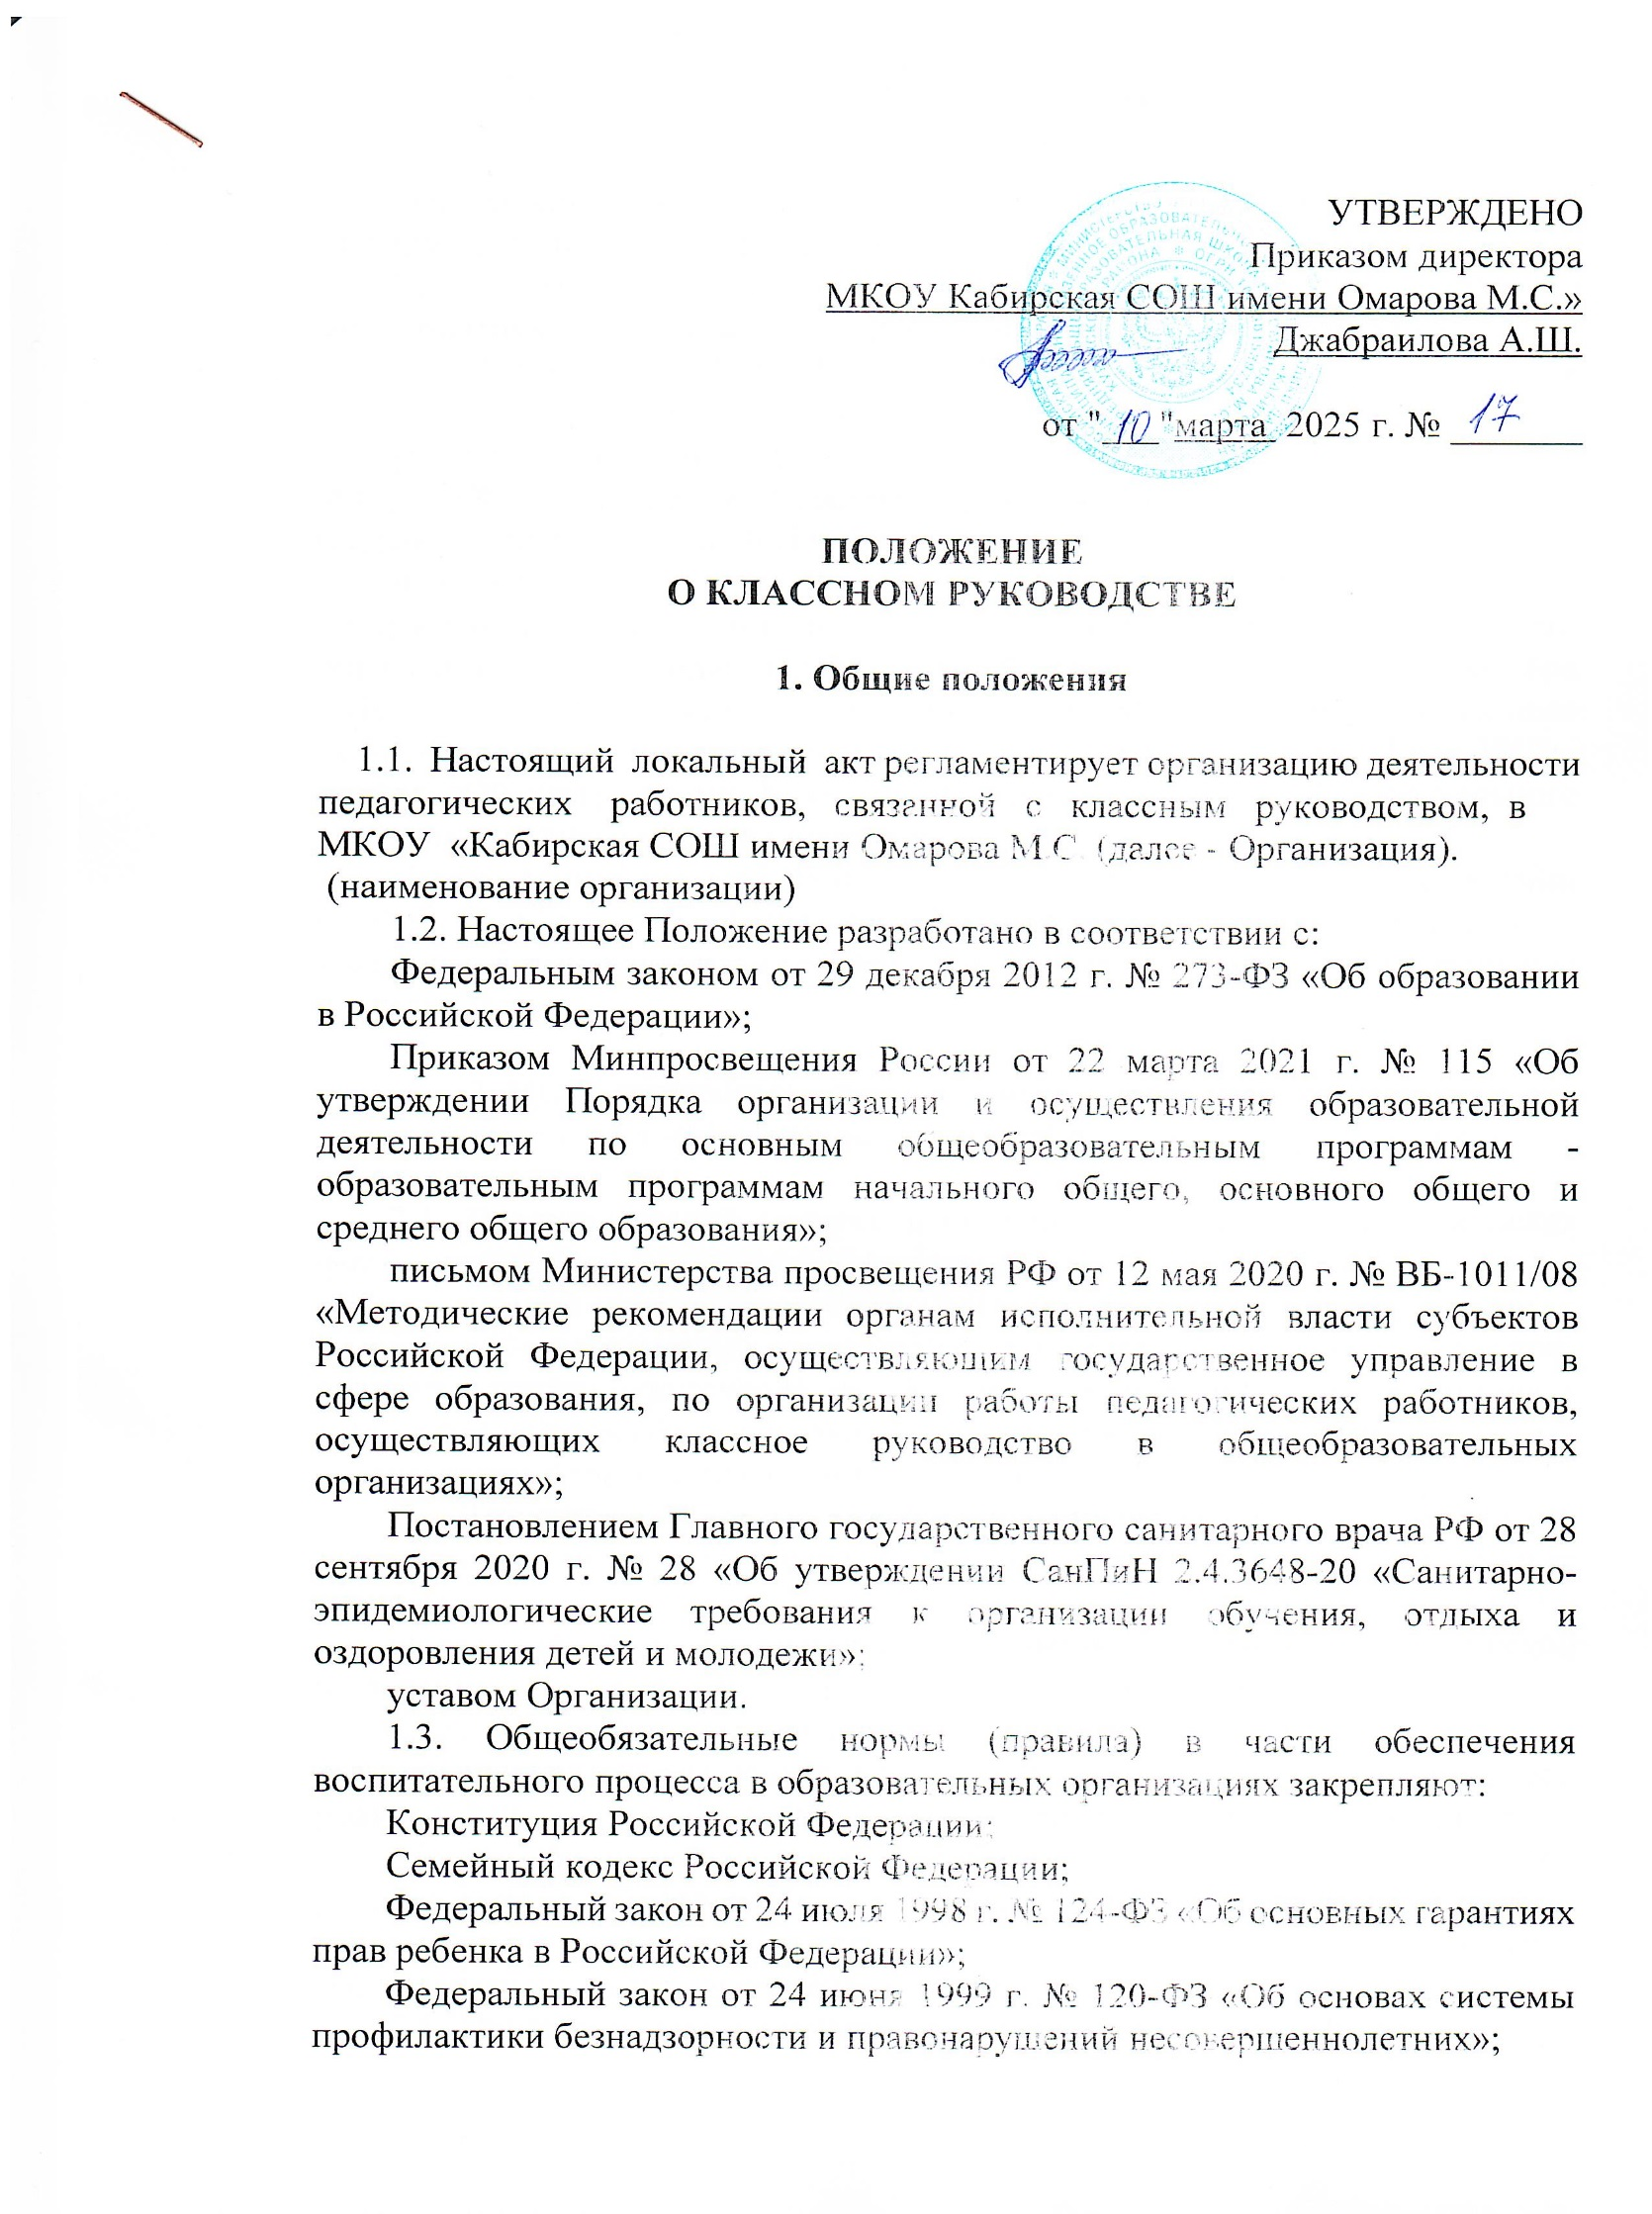 УТВЕРЖДЕНО
Приказом директора
МКОУ Кабирская СОШ имени Омарова М.С.»
Джабраилова А.Ш.
от "10"марта 2025 г. № 17
ПОЛОЖЕНИЕ
О КЛАССНОМ РУКОВОДСТВЕ
1. Общие положения
1.1. Настоящий локальный акт регламентирует организацию деятельности
педагогических работников, связанной с классным руководством, в
МКОУ «Кабирская СОШ имени Омарова М.С. (далее - Организация).
(наименование организации)
1.2. Настоящее Положение разработано в соответствии с:
Федеральным законом от 29 декабря 2012 г. № 273-ФЗ «Об образовании
в Российской Федерации»;
Приказом Минпросвещения России от 22 марта 2021 г. № 115 «Об
утверждении Порядка организации и осуществления образовательной
деятельности по основным общеобразовательным программам -
образовательным программам начального общего, основного общего и
среднего общего образования»;
письмом Министерства просвещения РФ от 12 мая 2020 г. № ВБ-1011/08
«Методические рекомендации органам исполнительной власти субъектов
Российской Федерации, осуществляющим государственное управление в
сфере образования, по организации работы педагогических работников,
осуществляющих классное руководство в общеобразовательных
организациях»;
Постановлением Главного государственного санитарного врача РФ от 28
сентября 2020 г. № 28 «Об утверждении СанПиН 2.4.3648-20 «Санитарно-
эпидемиологические требования к организации обучения, отдыха и
оздоровления детей и молодежи»;
уставом Организации.
1.3. Общеобязательные нормы (правила) в части обеспечения
воспитательного процесса в образовательных организациях закрепляют:
Конституция Российской Федерации;
Семейный кодекс Российской Федерации;
Федеральный закон от 24 июля 1998 г. № 124-ФЗ «Об основных гарантиях
прав ребенка в Российской Федерации»;
Федеральный закон от 24 июня 1999 г. № 120-ФЗ «Об основах системы
профилактики безнадзорности и правонарушений несовершеннолетних»;